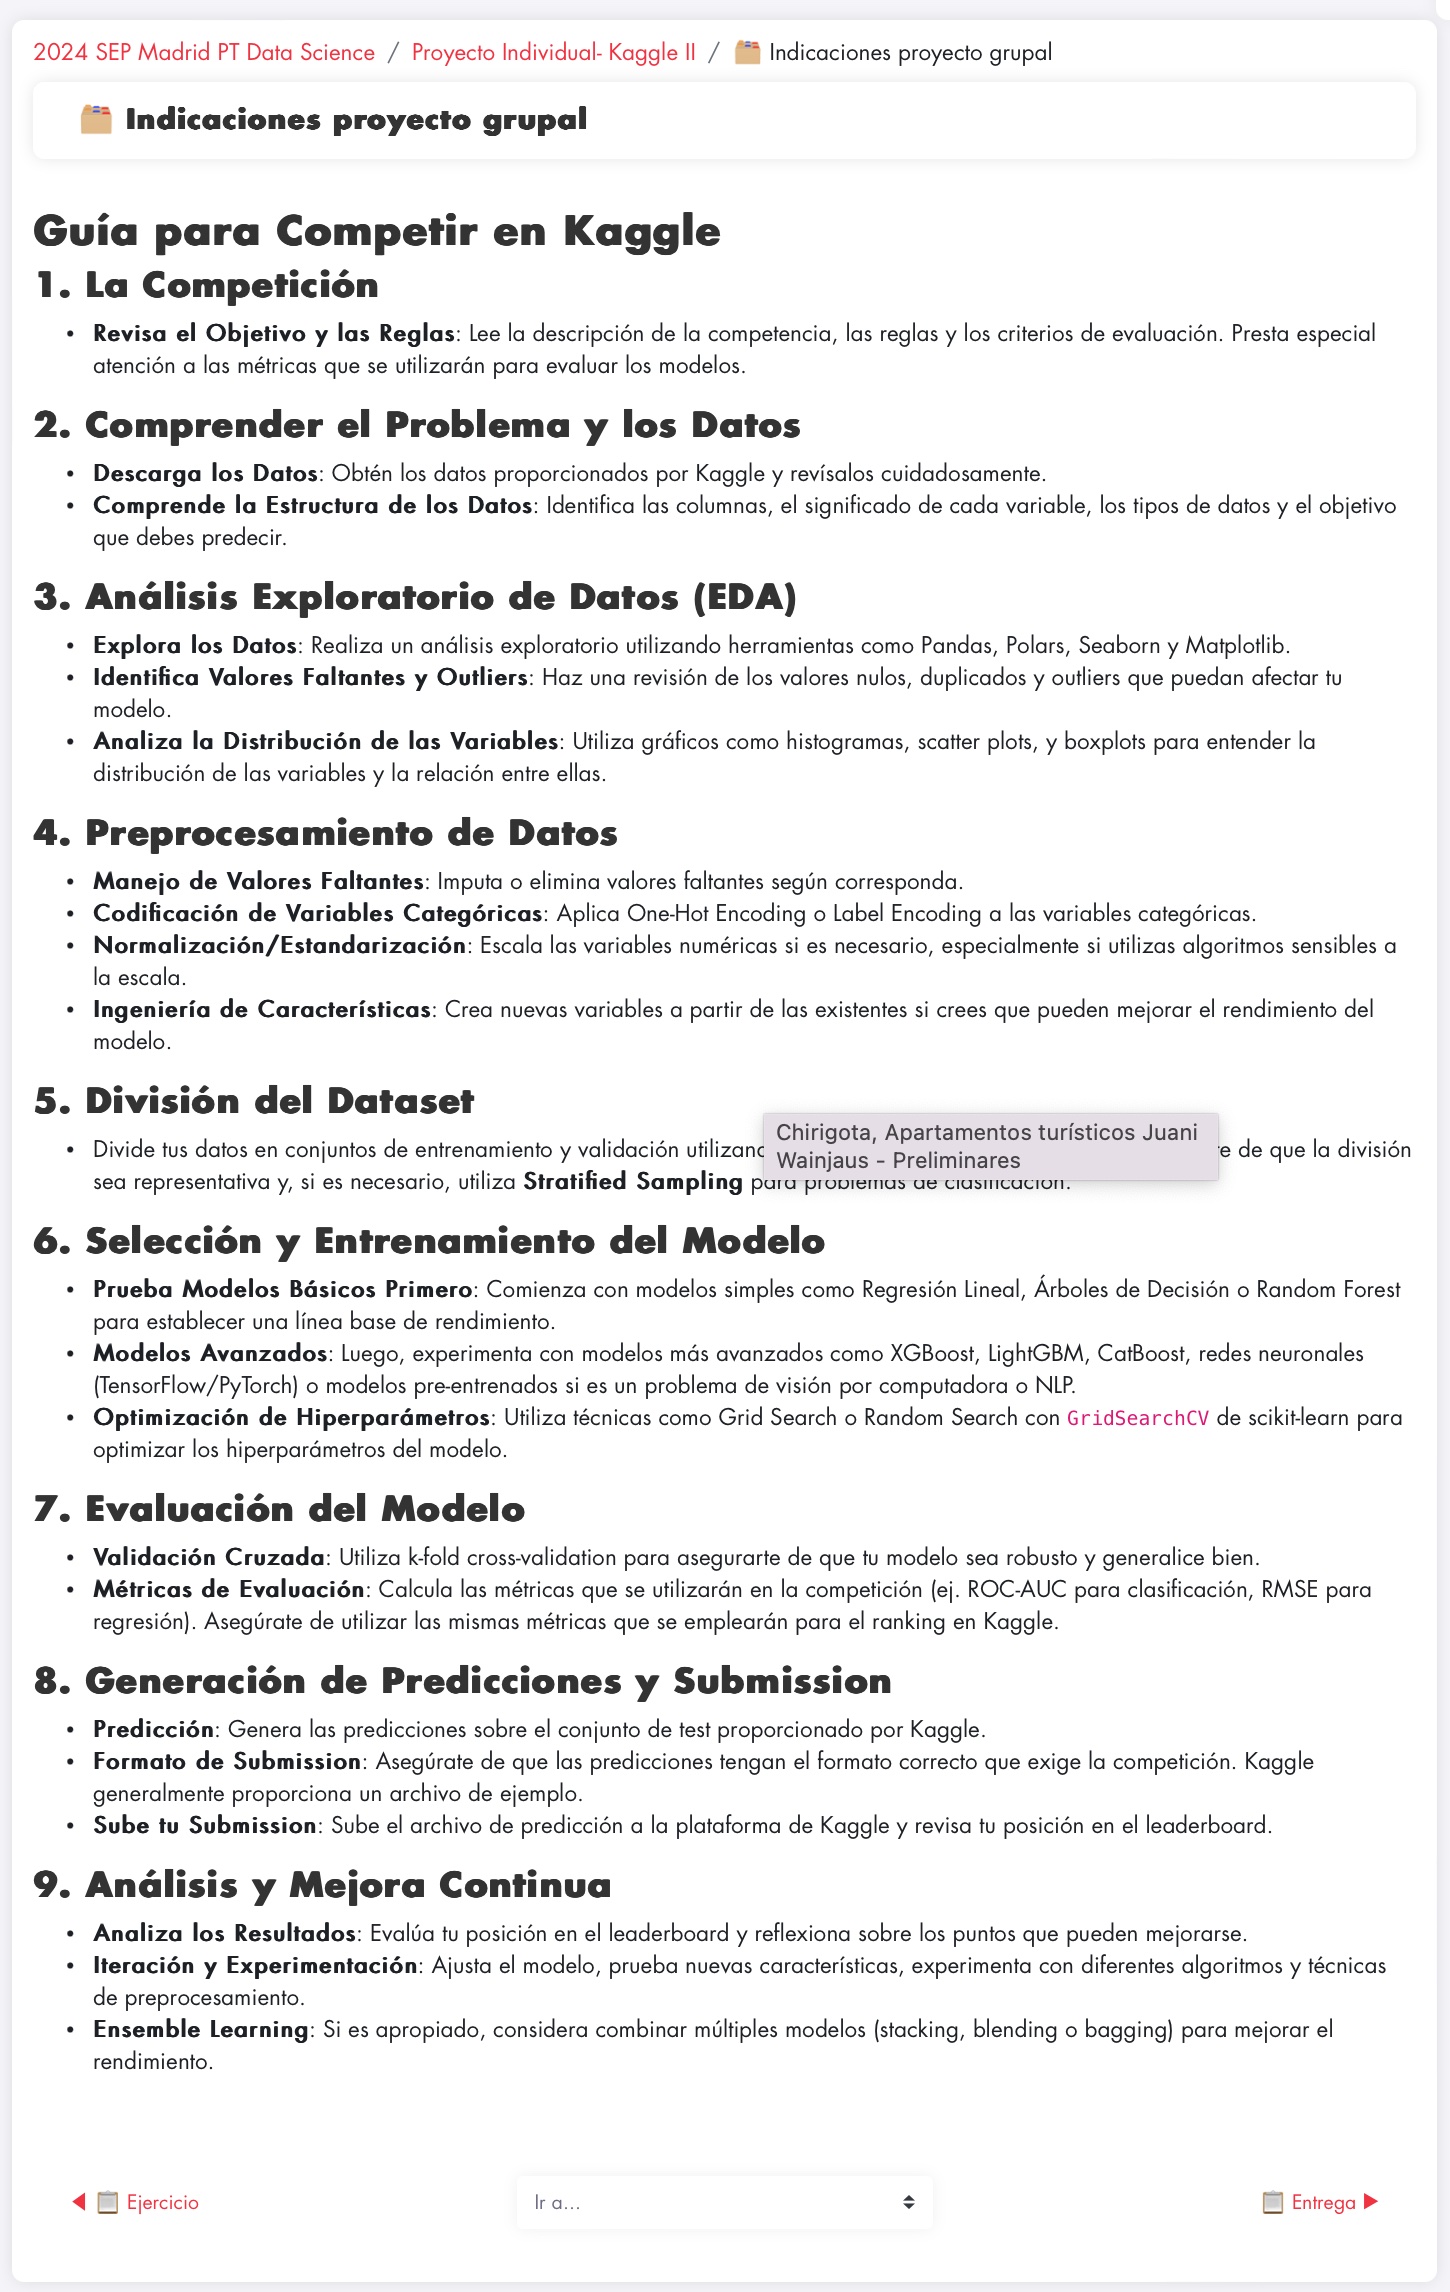 2024 SEP Madrid PT Data Science / Proyecto Individual- Kaggle II / Indicaciones proyecto grupal
Indicaciones proyecto grupal
Guía para Competir en Kaggle
1. La Competición
• Revisa el Objetivo y las Reglas: Lee la descripción de la competencia, las reglas y los criterios de evaluación. Presta especial
atención a las métricas que se utilizarán para evaluar los modelos.
2. Comprender el Problema y los Datos
• Descarga los Datos: Obtén los datos proporcionados por Kaggle y revísalos cuidadosamente.
• Comprende la Estructura de los Datos: Identifica las columnas, el significado de cada variable, los tipos de datos y el objetivo
que debes predecir.
3. Análisis Exploratorio de Datos (EDA)
• Explora los Datos: Realiza un análisis exploratorio utilizando herramientas como Pandas, Polars, Seaborn y Matplotlib.
• Identifica Valores Faltantes y Outliers: Haz una revisión de los valores nulos, duplicados y outliers que puedan afectar tu
modelo.
• Analiza la Distribución de las Variables: Utiliza gráficos como histogramas, scatter plots, y boxplots para entender la
distribución de las variables y la relación entre ellas.
4. Preprocesamiento de Datos
• Manejo de Valores Faltantes: Imputa o elimina valores faltantes según corresponda.
• Codificación de Variables Categóricas: Aplica One-Hot Encoding o Label Encoding a las variables categóricas.
• Normalización/Estandarización: Escala las variables numéricas si es necesario, especialmente si utilizas algoritmos sensibles a
la escala.
• Ingeniería de Características: Crea nuevas variables a partir de las existentes si crees que pueden mejorar el rendimiento del
modelo.
5. División del Dataset
• Divide tus datos en conjuntos de entrenamiento y validación de que la división
sea representativa y, si es necesario, utiliza Stratified Sampling para problemas de clasificación.
Chirigota, Apartamentos turísticos Juani
Wainjaus - Preliminares
6. Selección y Entrenamiento del Modelo
• Prueba Modelos Básicos Primero: Comienza con modelos simples como Regresión Lineal, Árboles de Decisión o Random Forest
para establecer una línea base de rendimiento.
• Modelos Avanzados: Luego, experimenta con modelos más avanzados como XGBoost, LightGBM, CatBoost, redes neuronales
(TensorFlow/PyTorch) o modelos pre-entrenados si es un problema de visión por computadora o NLP.
• Optimización de Hiperparámetros: Utiliza técnicas como Grid Search o Random Search con GridSearchCV de scikit-learn para
optimizar los hiperparámetros del modelo.
7. Evaluación del Modelo
• Validación Cruzada: Utiliza k-fold cross-validation para asegurarte de que tu modelo sea robusto y generalice bien.
• Métricas de Evaluación: Calcula las métricas que se utilizarán en la competición (ej. ROC-AUC para clasificación, RMSE para
regresión). Asegúrate de utilizar las mismas métricas que se emplearán para el ranking en Kaggle.
8. Generación de Predicciones y Submission
• Predicción: Genera las predicciones sobre el conjunto de test proporcionado por Kaggle.
• Formato de Submission: Asegúrate de que las predicciones tengan el formato correcto que exige la competición. Kaggle
generalmente proporciona un archivo de ejemplo.
• Sube tu Submission: Sube el archivo de predicción a la plataforma de Kaggle y revisa tu posición en el leaderboard.
9. Análisis y Mejora Continua
• Analiza los Resultados: Evalúa tu posición en el leaderboard y reflexiona sobre los puntos que pueden mejorarse.
• Iteración y Experimentación: Ajusta el modelo, prueba nuevas características, experimenta con diferentes algoritmos y técnicas
de preprocesamiento.
• Ensemble Learning: Si es apropiado, considera combinar múltiples modelos (stacking, blending o bagging) para mejorar el
rendimiento.
◀ Ejercicio
Ir a...
Entrega ▶